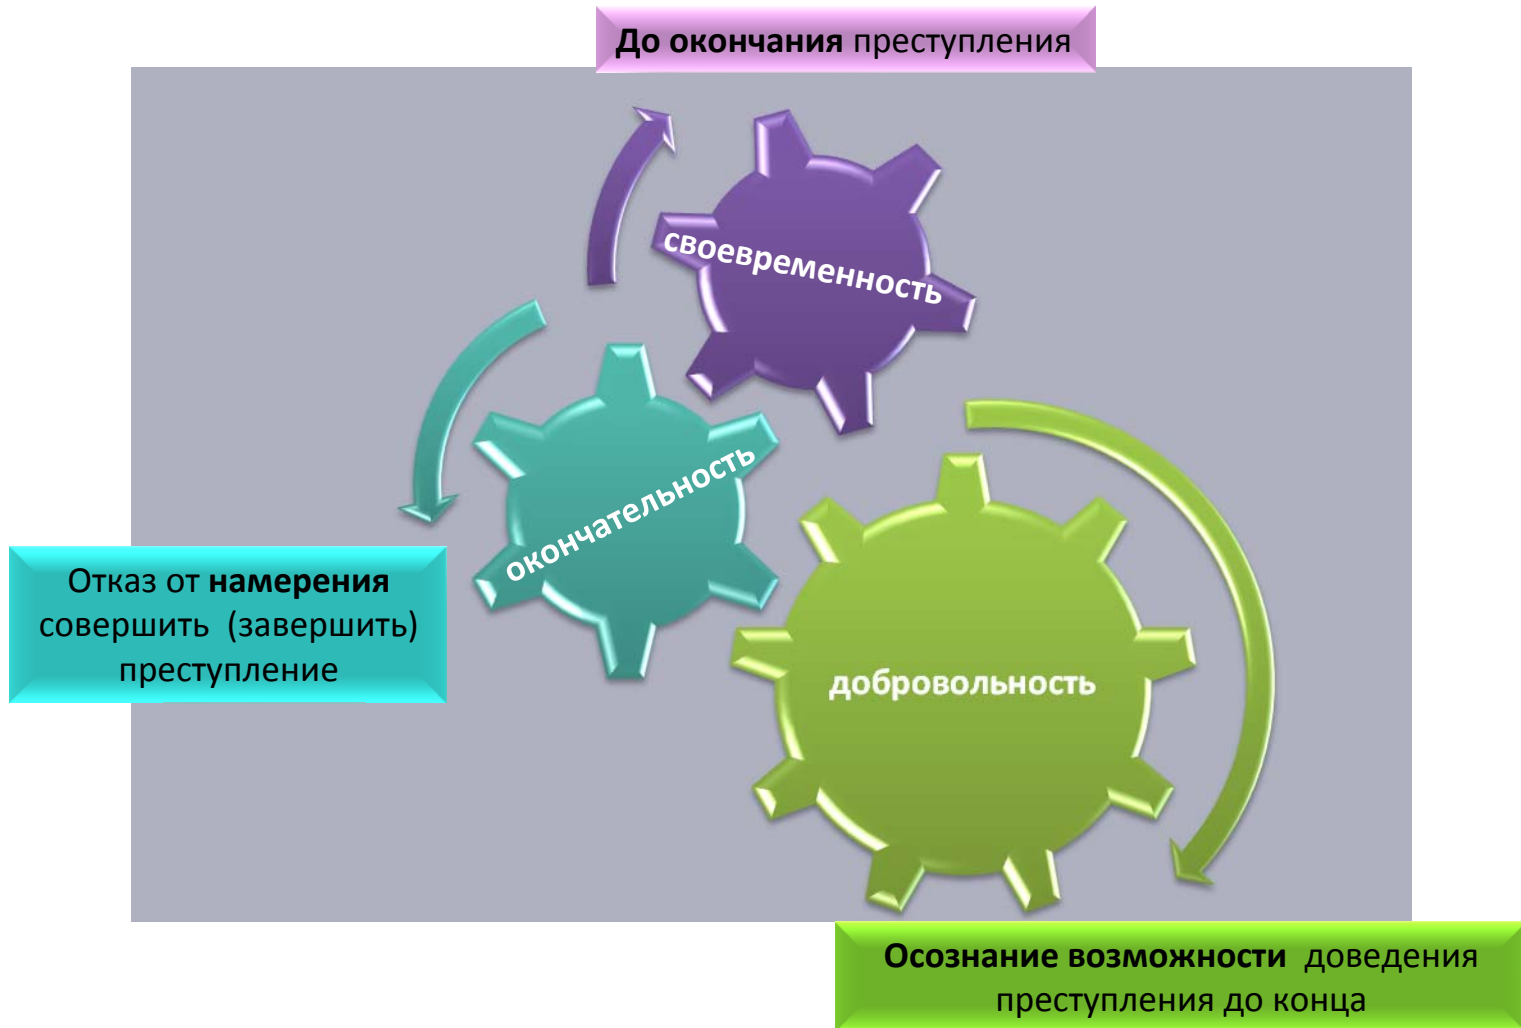 До окончания преступления
своевременность
окончательность
Отказ от намерения
совершить (завершить)
преступление
добровольность
Осознание возможности доведения
преступления до конца